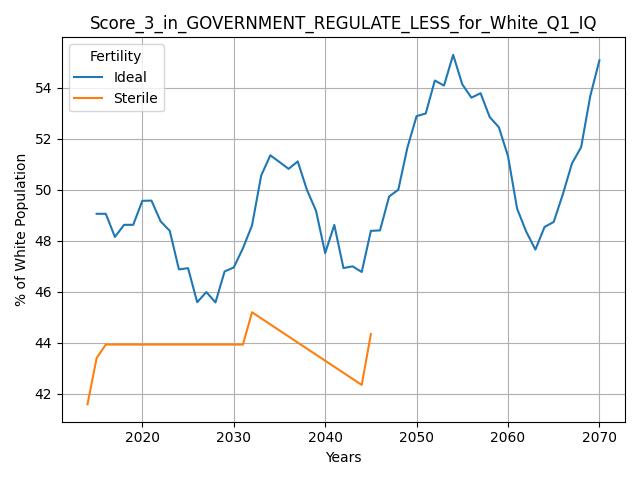 Score_3_in_GOVERNMENT_REGULATE_LESS_for_White_Q1_IQ
Fertility
Ideal
Sterile
% of White Population
54
52
50
48
46
44
42
2020
2030
2040
2050
2060
2070
Years